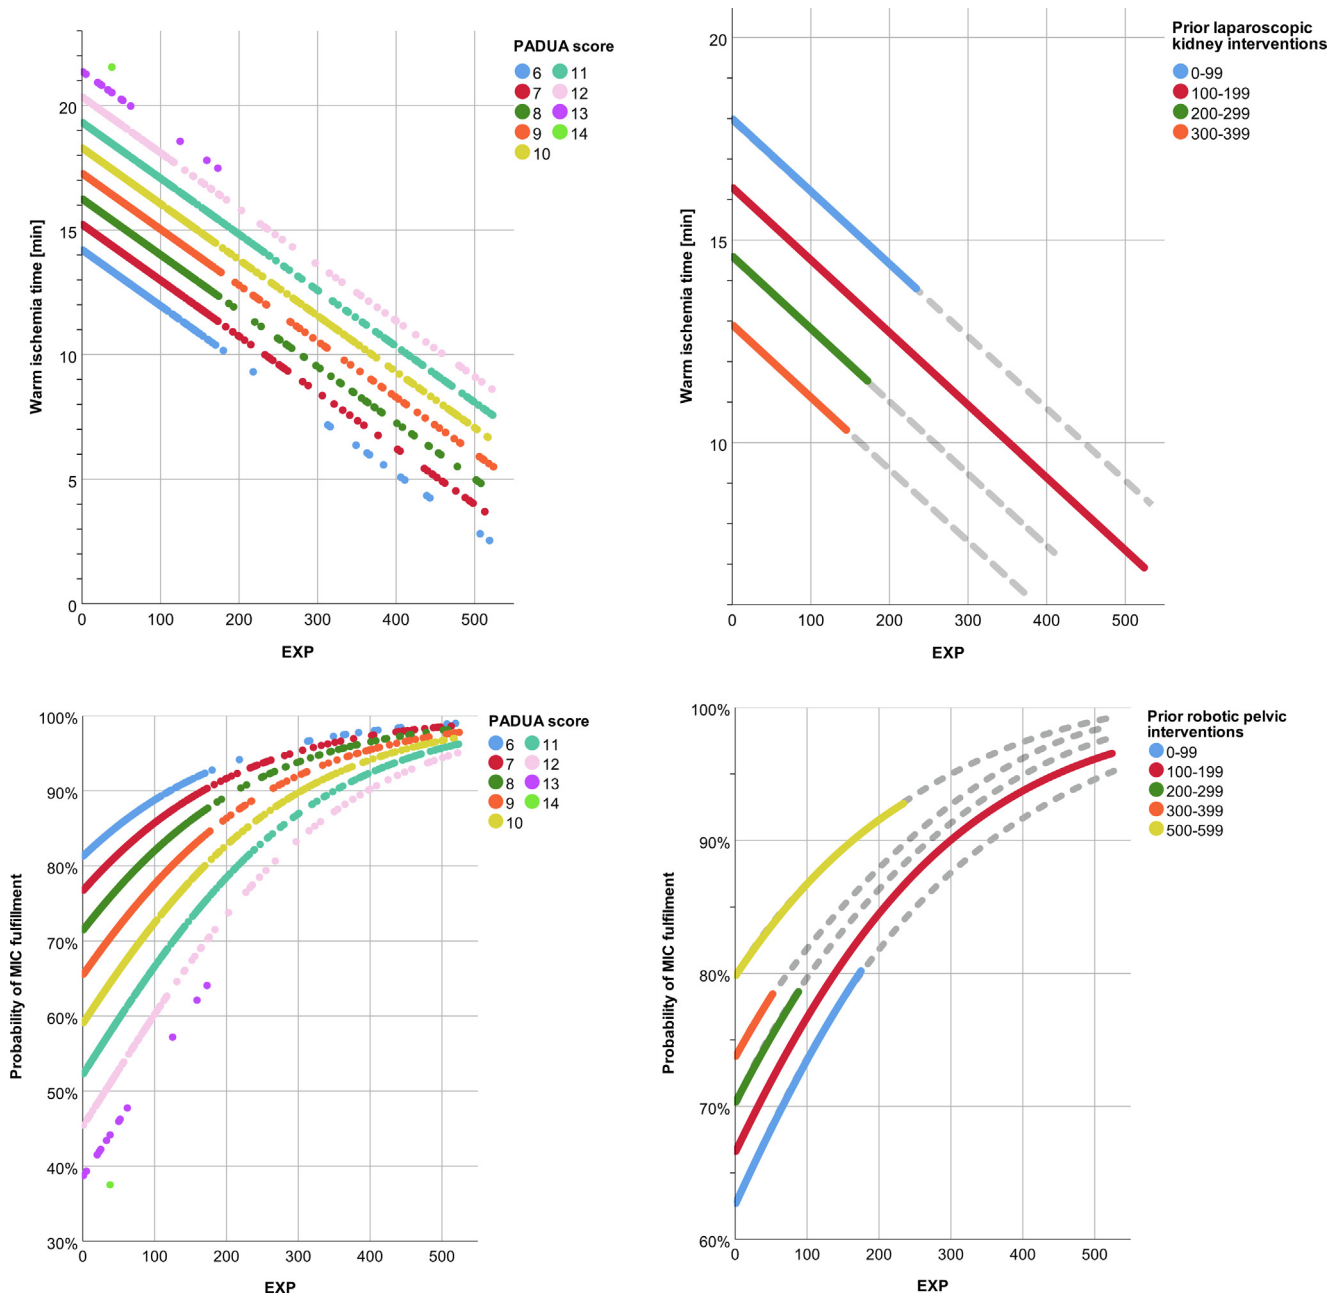 PADUA score
6 11
7 12
8 13
9 14
10
20
15
10
5
0
0 100 200 300 400 500
EXP
Warm ischemia time [min]
Prior laparoscopic
kidney interventions
0-99
100-199
200-299
300-399
20
15
10
0 100 200 300 400 500
EXP
Warm ischemia time [min]
PADUA score
6 11
7 12
8 13
9 14
10
100%
90%
80%
70%
60%
50%
40%
30%
0 100 200 300 400 500
EXP
Probability of MIC fulfillment
Prior robotic pelvic
interventions
0-99
100-199
200-299
300-399
500-599
100%
90%
80%
70%
60%
0 100 200 300 400 500
EXP
Probability of MIC fulfilment